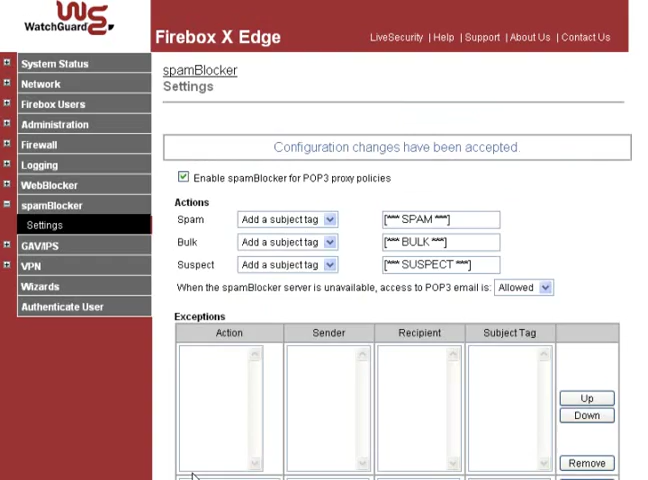 WatchGuard
Firebox X Edge
LiveSecurity | Help | Support | About Us | Contact Us
System Status
Network
Firebox Users
Administration
Firewall
Logging
WebBlocker
spamBlocker
Settings
GAV/IPS
VPN
Wizards
Authenticate User
spamBlocker
Settings
Configuration changes have been accepted.
Enable spamBlocker for POP3 proxy policies
Actions
Spam Add a subject tag [*** SPAM ***]
Bulk Add a subject tag [*** BULK ***]
Suspect Add a subject tag [*** SUSPECT ***]
When the spamBlocker server is unavailable, access to POP3 email is: Allowed
Exceptions
Action Sender Recipient Subject Tag
Up
Down
Remove